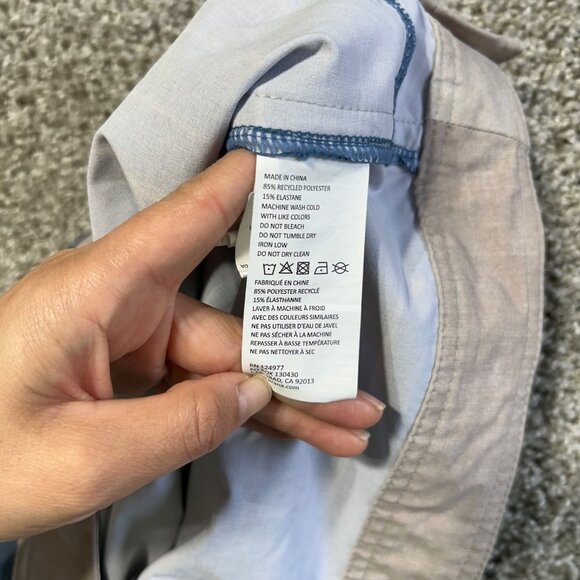 MADE IN CHINA
85% RECYCLED POLYESTER
15% ELASTANE
MACHINE WASH COLD
WITH LIKE COLORS
DO NOT BLEACH
DO NOT TUMBLE DRY
IRON LOW
DO NOT DRY CLEAN
FABRIQUÉ EN CHINE
85% POLYESTER RECYCLÉ
15% ÉLASTHANNE
LAVER À MACHINE À FROID
AVEC DES COULEURS SIMILAIRES
NE PAS UTILISER D'EAU DE JAVEL
NE PAS SÉCHER À MACHINE
REPASSER À BASSE TEMPÉRATURE
NE PAS NETTOYER À SEC
RN 124977
BOX 130430
CA 92013